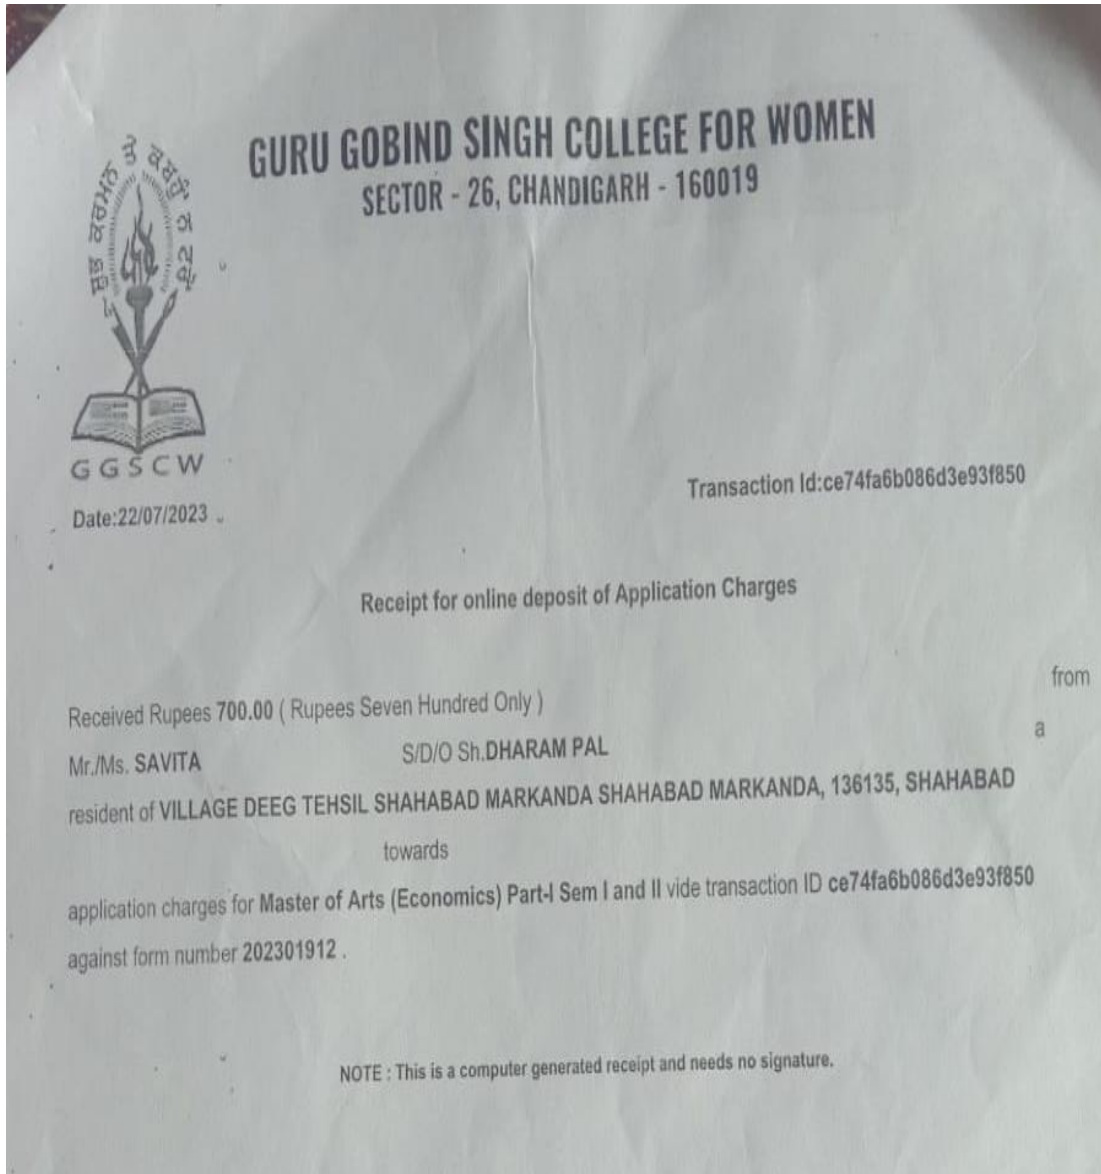 ਸ਼ੁਭ ਕਰਮਨ ਤੇ ਕਬਹੂੰ ਨ ਟਰੋਂ
GURU GOBIND SINGH COLLEGE FOR WOMEN
SECTOR - 26, CHANDIGARH - 160019
GGSCW
Transaction Id:ce74fa6b086d3e93f850
Date:22/07/2023
Receipt for online deposit of Application Charges
Received Rupees 700.00 ( Rupees Seven Hundred Only ) from
Mr./Ms. SAVITA S/D/O Sh.DHARAM PAL a
resident of VILLAGE DEEG TEHSIL SHAHABAD MARKANDA SHAHABAD MARKANDA, 136135, SHAHABAD
towards
application charges for Master of Arts (Economics) Part-I Sem I and II vide transaction ID ce74fa6b086d3e93f850
against form number 202301912 .
NOTE : This is a computer generated receipt and needs no signature.